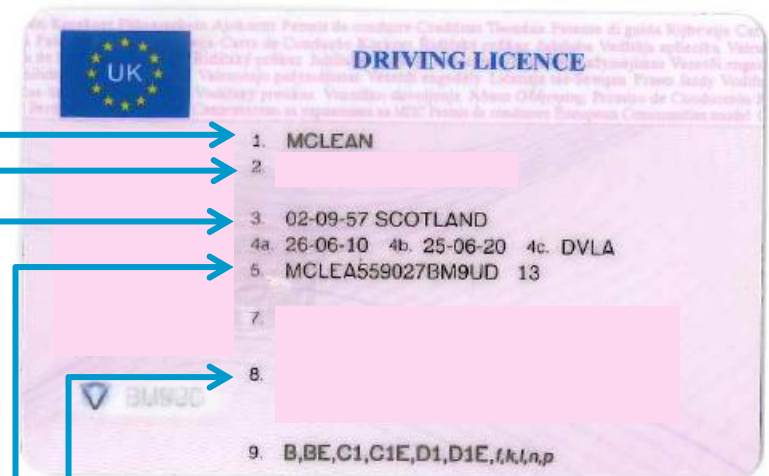 UK
DRIVING LICENCE
1. MCLEAN
2.
3. 02-09-57 SCOTLAND
4a. 26-06-10 4b. 25-06-20 4c. DVLA
5. MCLEA559027BM9UD 13
7.
8.
9. B,BE,C1,C1E,D1,D1E,f,k,l,n,p